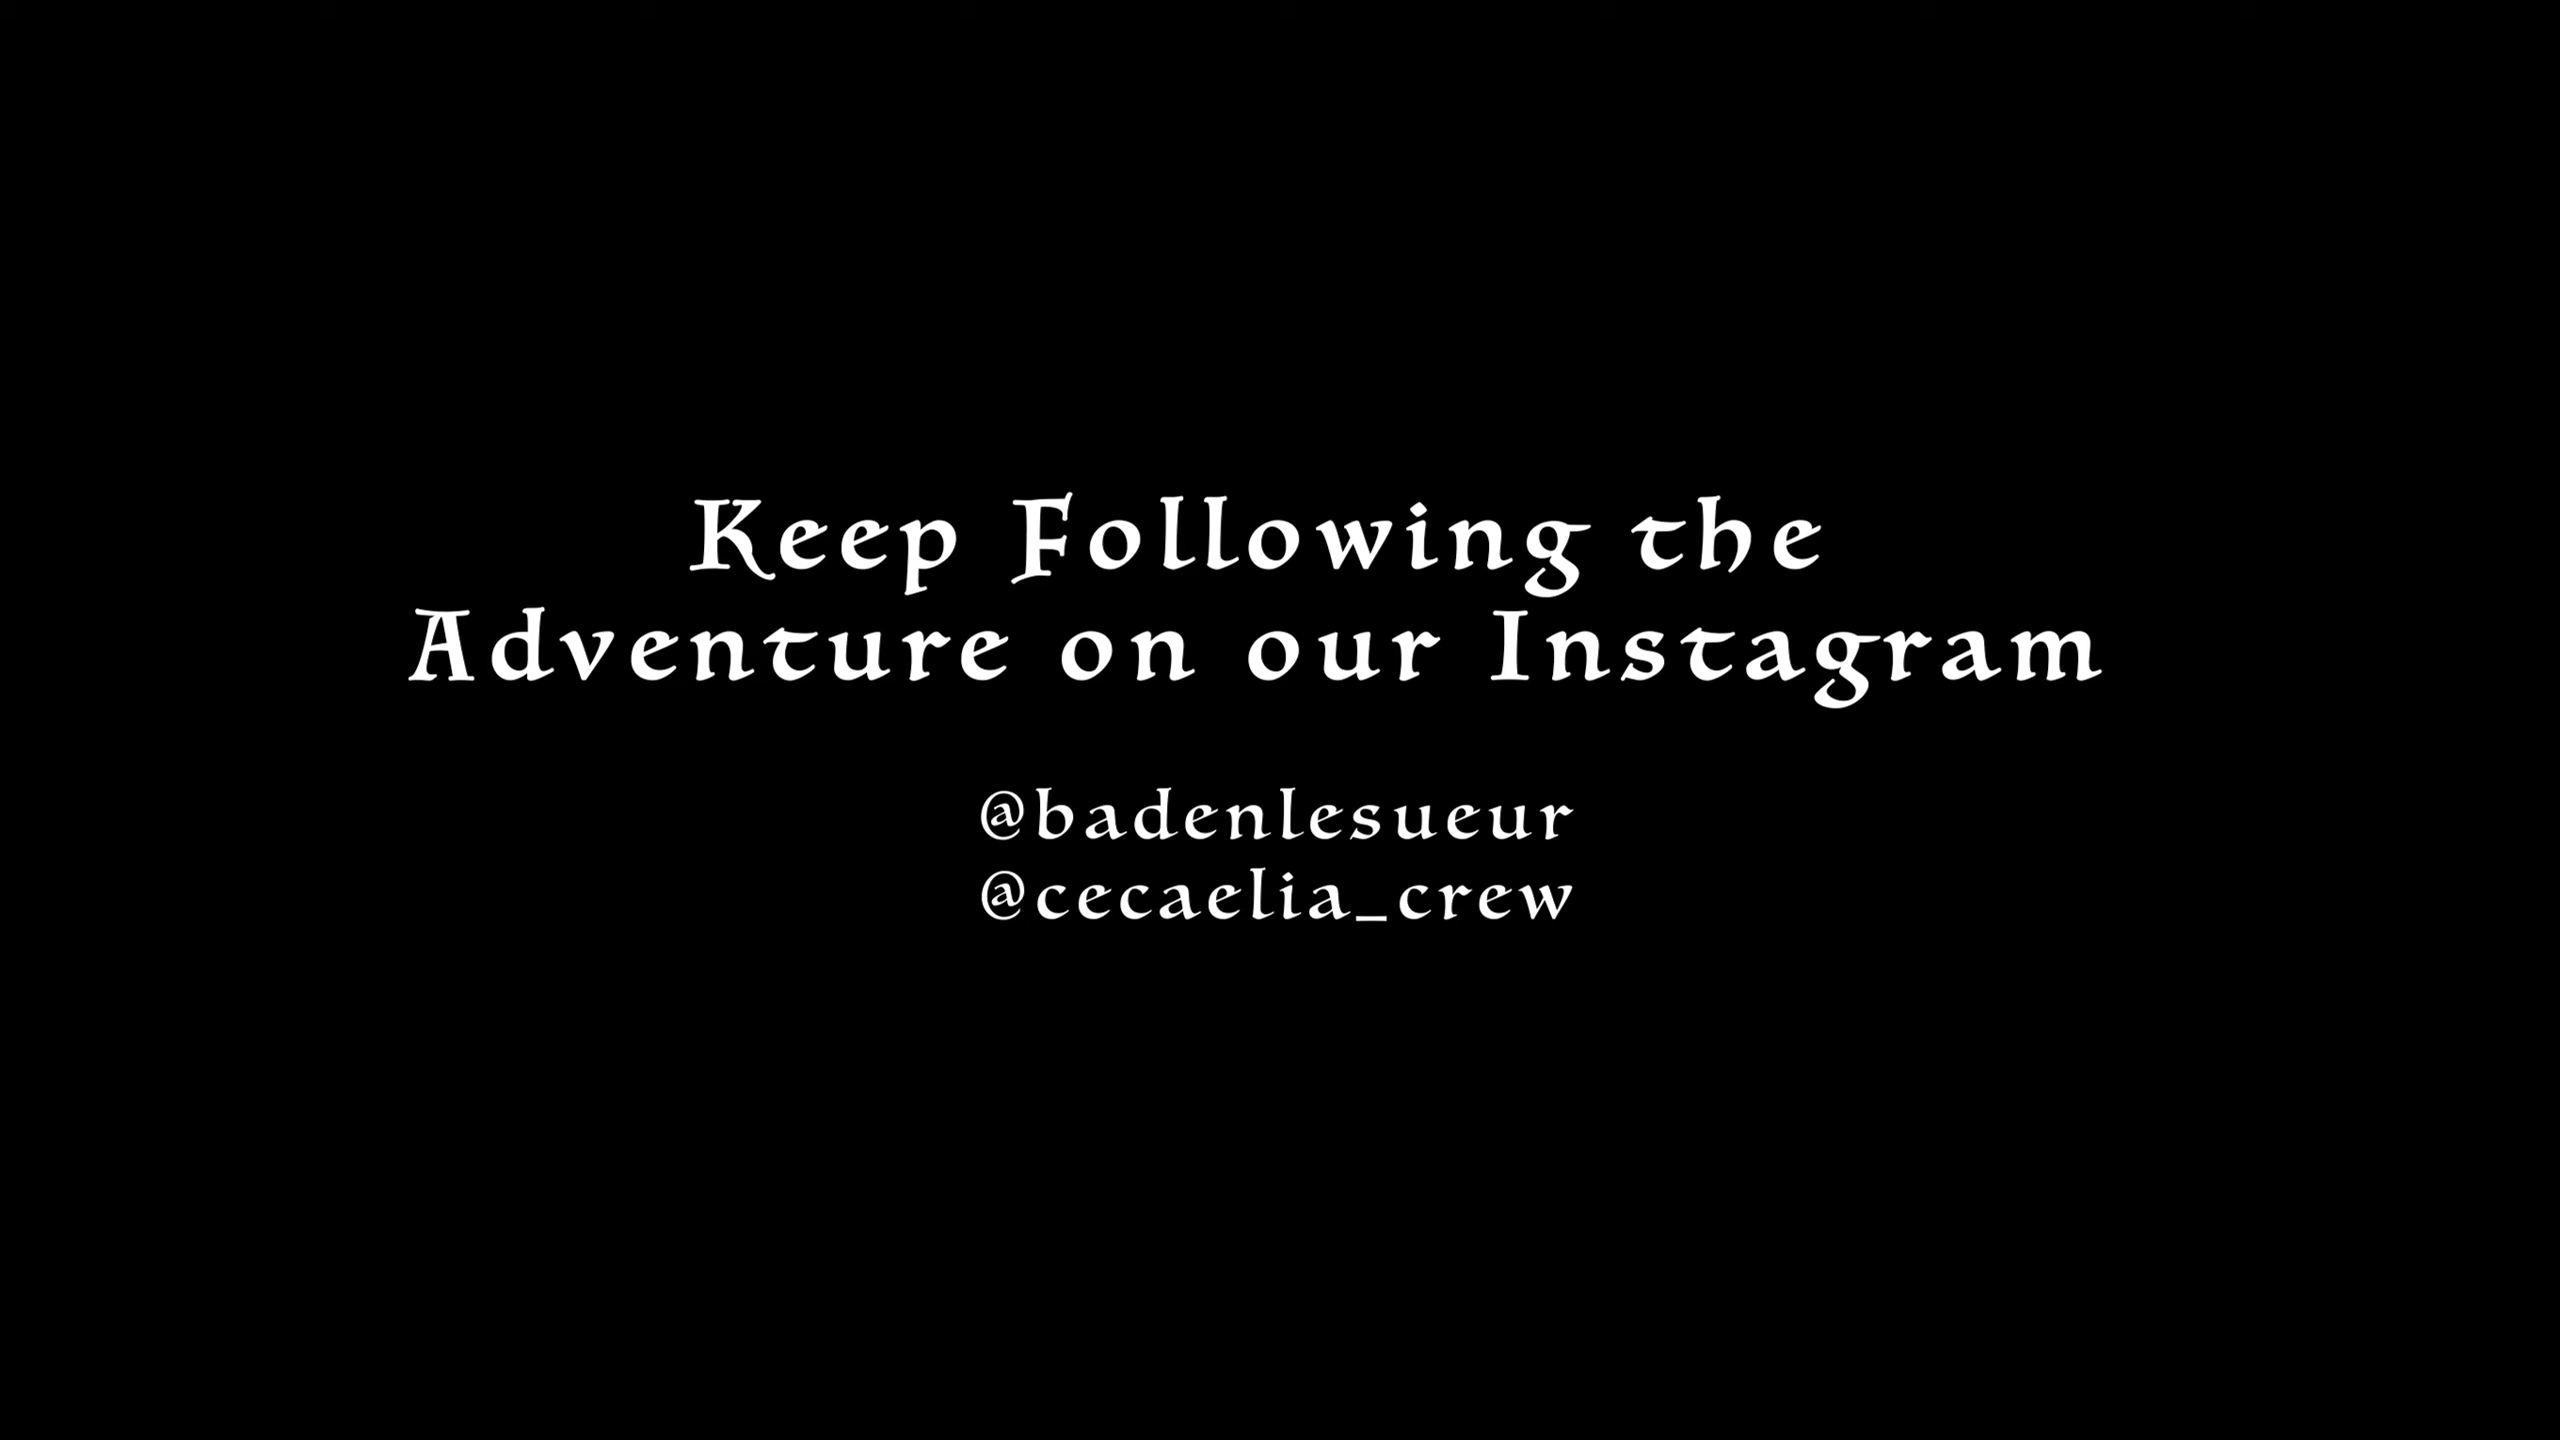 Keep Following the
Adventure on our Instagram
@badenlesueur
@cecaelia_crew